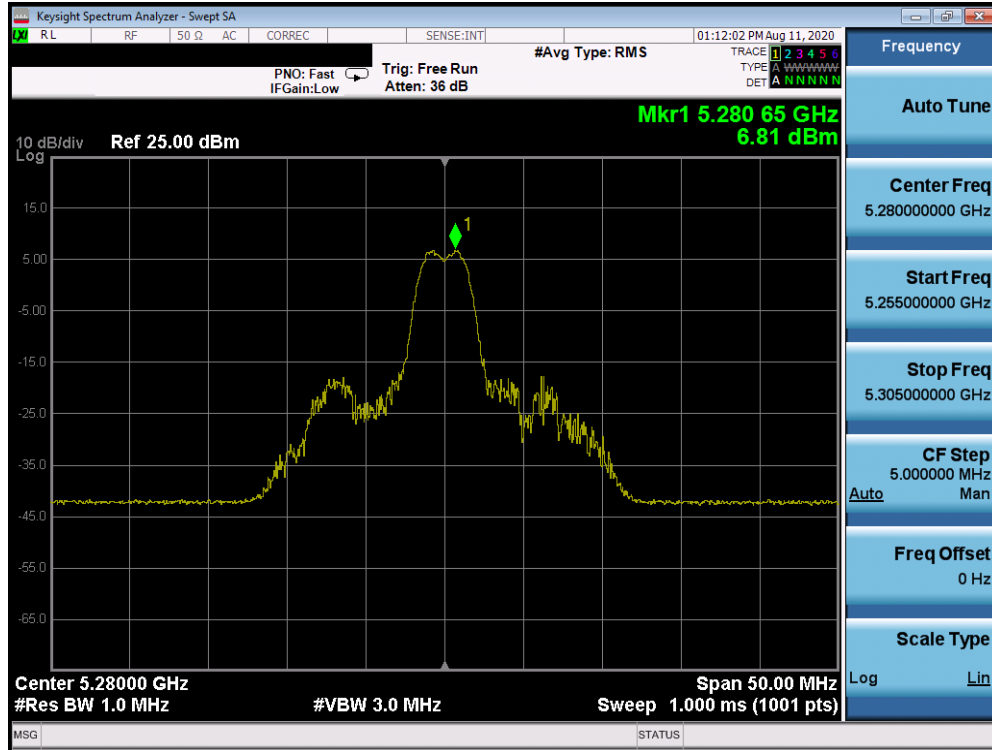 Keysight Spectrum Analyzer - Swept SA
LXI RL RF 50 Ω AC CORREC SENSE:INT 01:12:02 PM Aug 11, 2020
#Avg Type: RMS TRACE 1 2 3 4 5 6
PNO: Fast Trig: Free Run TYPE A WWWWW
IFGain:Low Atten: 36 dB DET A N N N N N
Mkr1 5.280 65 GHz
6.81 dBm
10 dB/div Ref 25.00 dBm
Log
1
15.0
5.00
-5.00
-15.0
-25.0
-35.0
-45.0
-55.0
-65.0
Center 5.28000 GHz Span 50.00 MHz
#Res BW 1.0 MHz #VBW 3.0 MHz Sweep 1.000 ms (1001 pts)
MSG STATUS
Frequency
Auto Tune
Center Freq
5.280000000 GHz
Start Freq
5.255000000 GHz
Stop Freq
5.305000000 GHz
CF Step
5.000000 MHz
Auto Man
Freq Offset
0 Hz
Scale Type
Log Lin